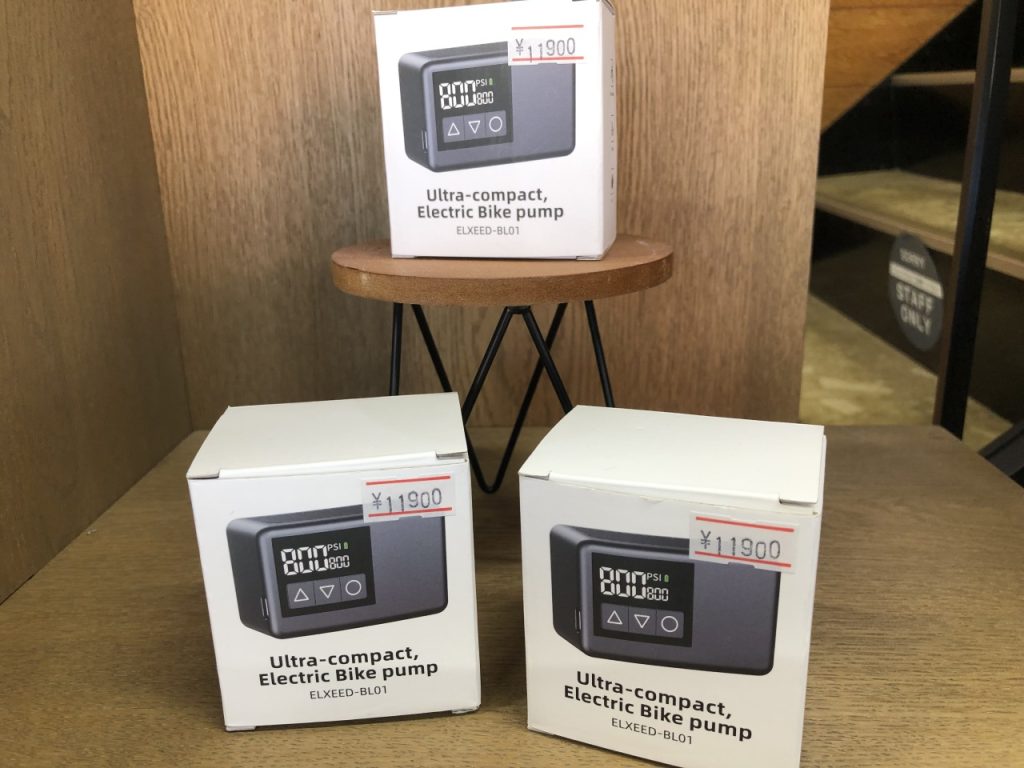 ¥11900
800 PSI
800
Ultra-compact,
Electric Bike pump
ELXEED-BL01
SORRY
STAFF
ONLY
¥11900
800 PSI
800
Ultra-compact,
Electric Bike pump
ELXEED-BL01
¥11900
800 PSI
800
Ultra-compact,
Electric Bike pump
ELXEED-BL01